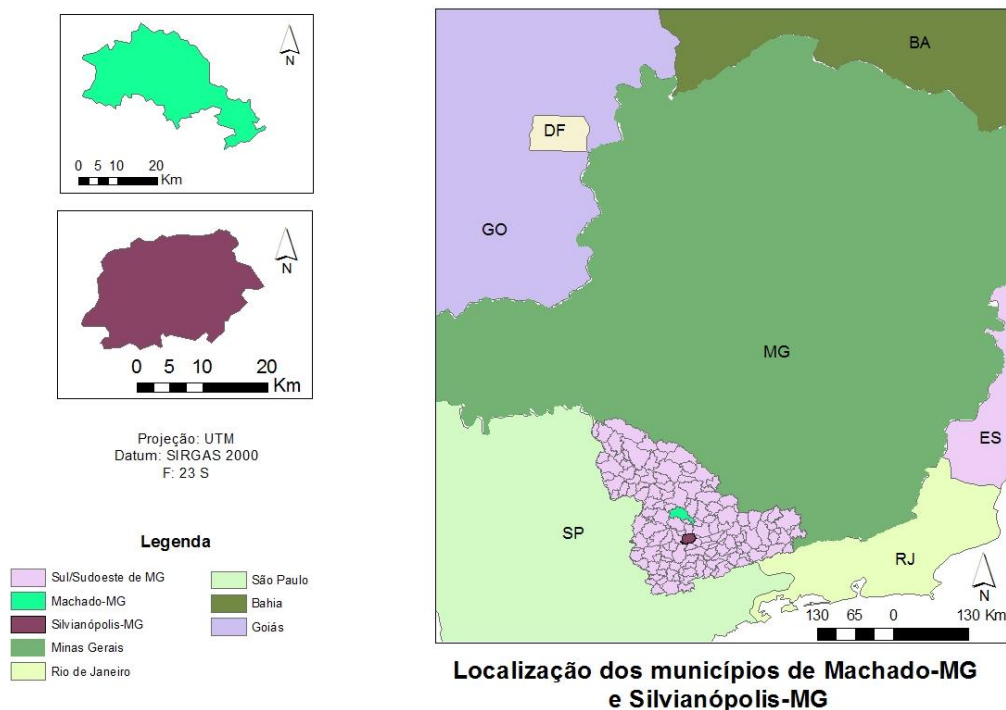 N
0 5 10 20
Km
N
0 5 10 20
Km
Projeção: UTM
Datum: SIRGAS 2000
F: 23 S
Legenda
Sul/Sudoeste de MG
Machado-MG
Silvianópolis-MG
Minas Gerais
Rio de Janeiro
São Paulo
Bahia
Goiás
BA
DF
GO
MG
ES
SP
RJ
N
130 65 0 130 Km
Localização dos municípios de Machado-MG
e Silvianópolis-MG